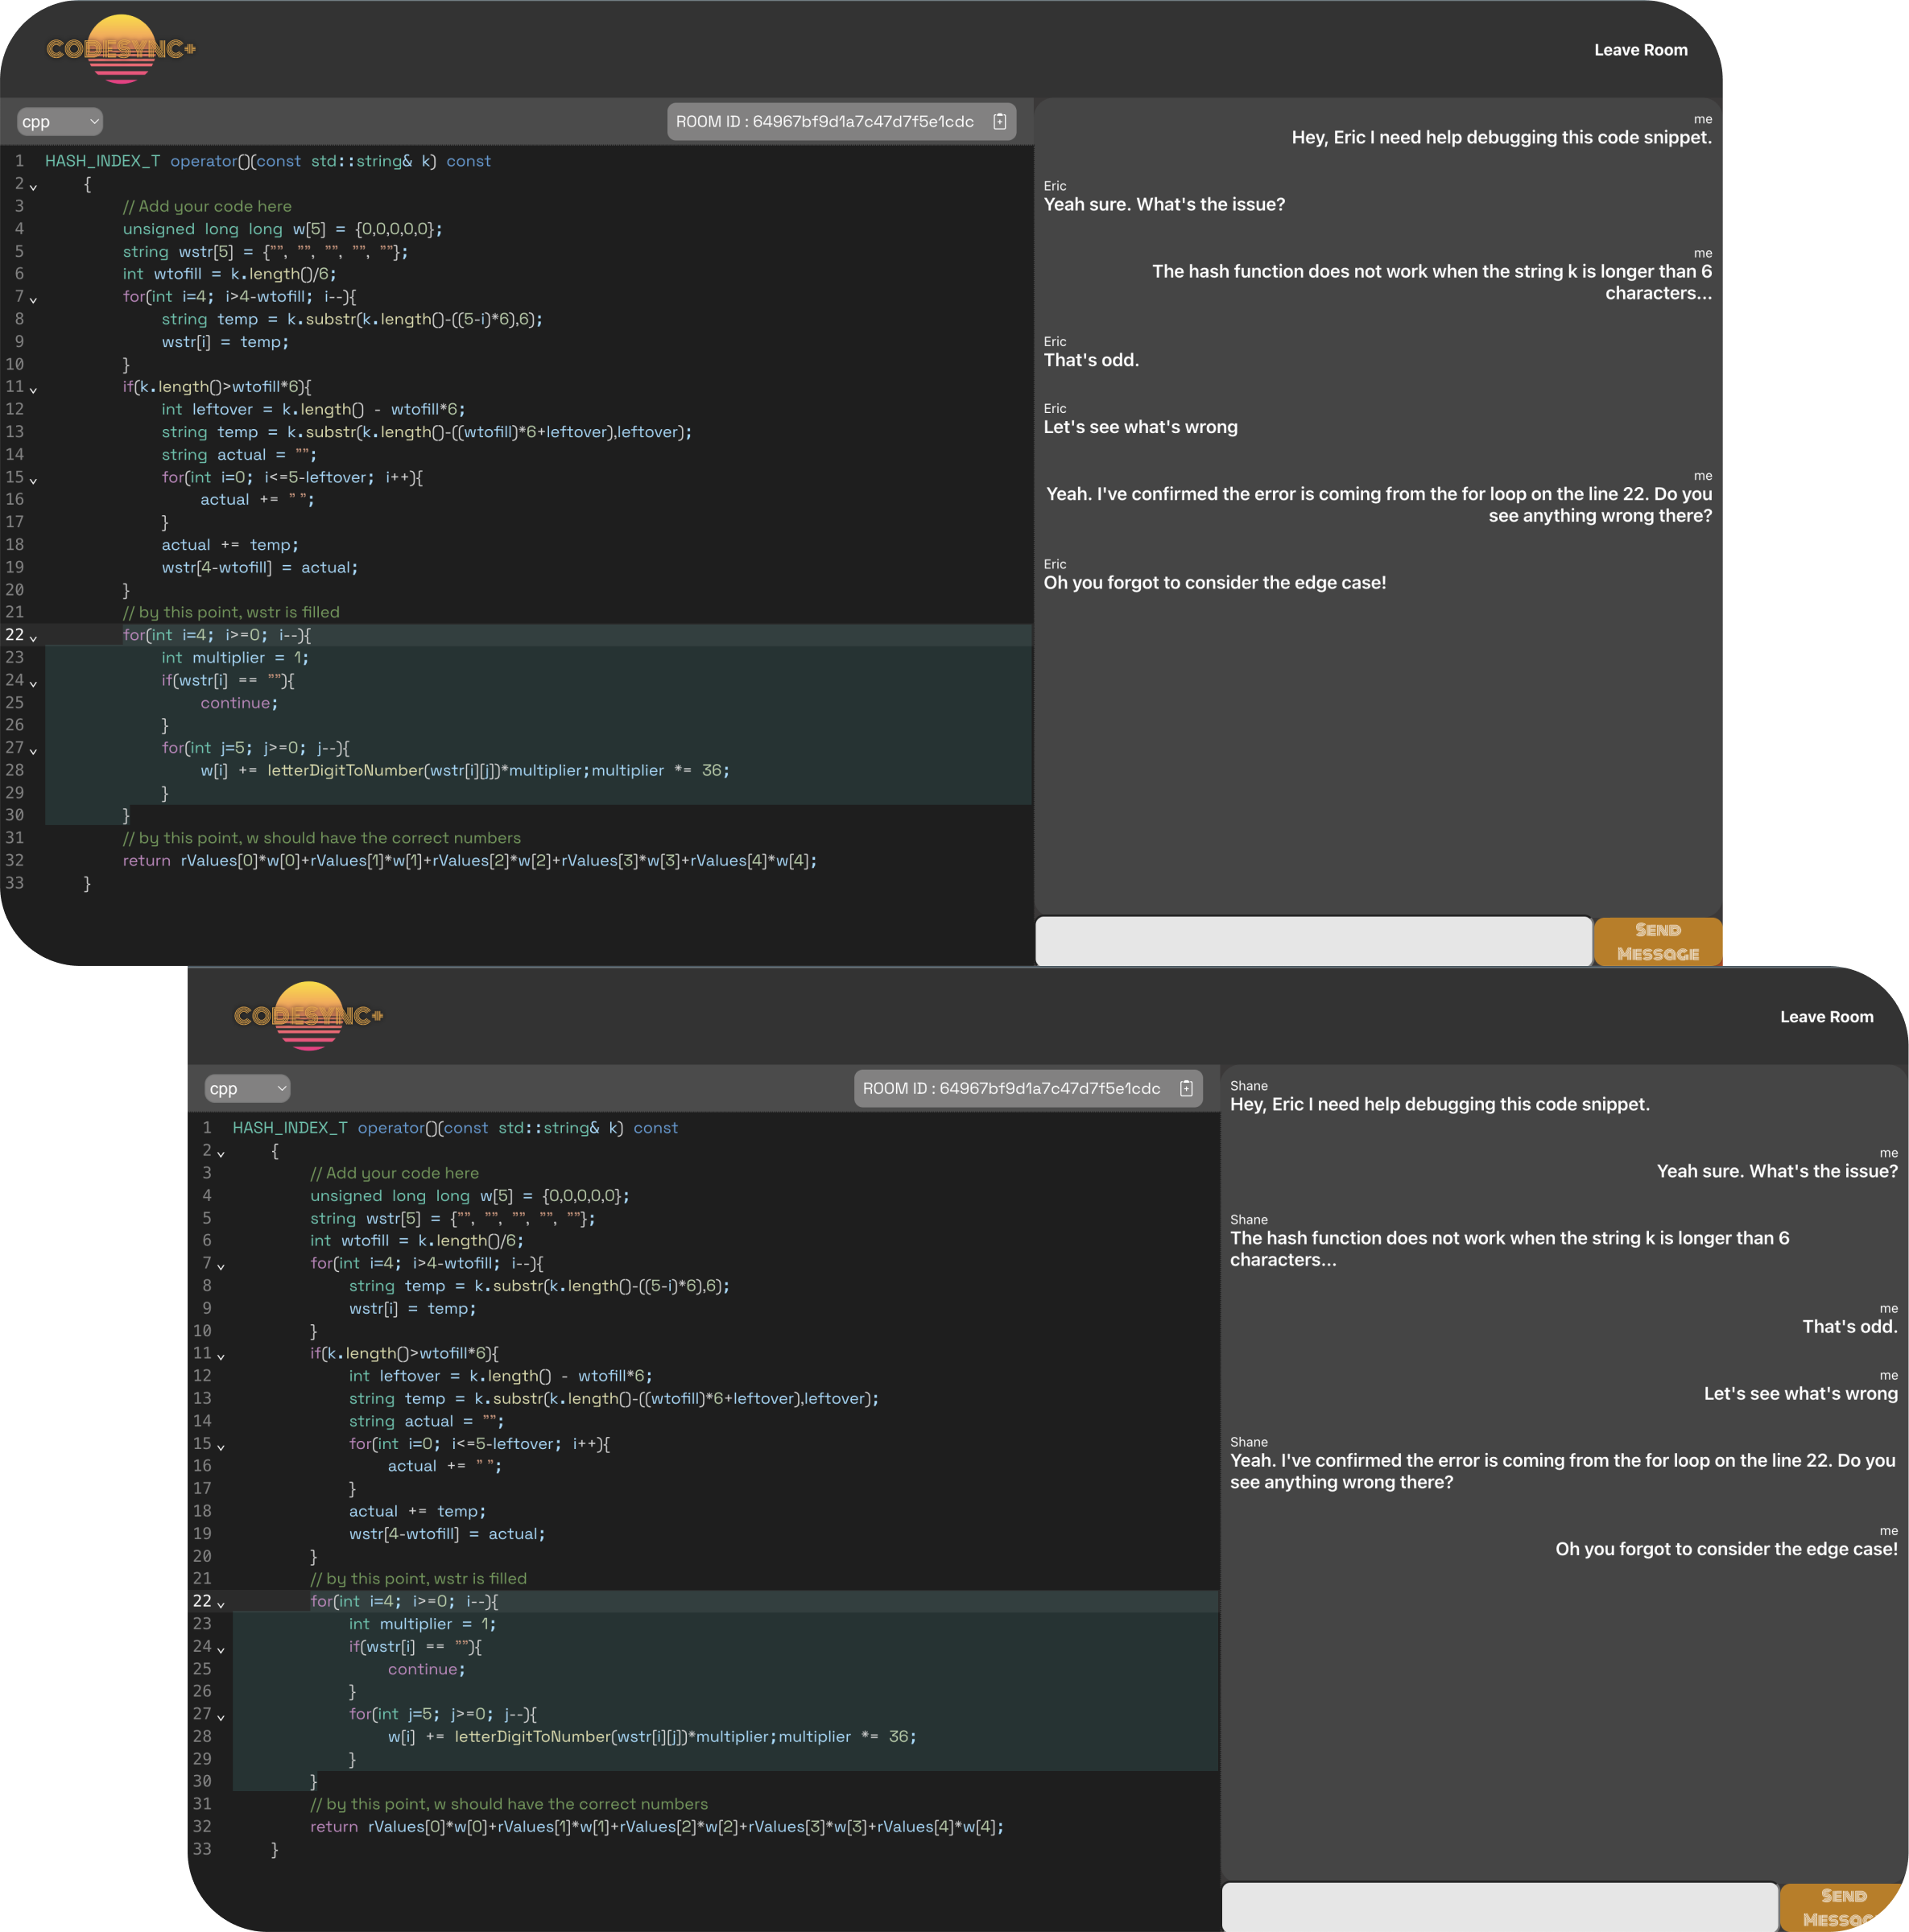 CODESYNC+
Leave Room
cpp
ROOM ID : 64967bf9d1a7c47d7f5e1cdc
1 HASH_INDEX_T operator()(const std::string& k) const
2 {
3 // Add your code here
4 unsigned long long w[5] = {0,0,0,0,0};
5 string wstr[5] = {"", "", "", "", ""};
6 int wtofill = k.length()/6;
7 for(int i=4; i>4-wtofill; i--){
8 string temp = k.substr(k.length()-((5-i)*6),6);
9 wstr[i] = temp;
10 }
11 if(k.length()>wtofill*6){
12 int leftover = k.length() - wtofill*6;
13 string temp = k.substr(k.length()-((wtofill)*6+leftover),leftover);
14 string actual = "";
15 for(int i=0; i<=5-leftover; i++){
16 actual += " ";
17 }
18 actual += temp;
19 wstr[4-wtofill] = actual;
20 }
21 // by this point, wstr is filled
22 for(int i=4; i>=0; i--){
23 int multiplier = 1;
24 if(wstr[i] == ""){
25 continue;
26 }
27 for(int j=5; j>=0; j--){
28 w[i] += letterDigitToNumber(wstr[i][j])*multiplier;multiplier *= 36;
29 }
30 }
31 // by this point, w should have the correct numbers
32 return rValues[0]*w[0]+rValues[1]*w[1]+rValues[2]*w[2]+rValues[3]*w[3]+rValues[4]*w[4];
33 }
me
Hey, Eric I need help debugging this code snippet.
Eric
Yeah sure. What's the issue?
me
The hash function does not work when the string k is longer than 6
characters...
Eric
That's odd.
Eric
Let's see what's wrong
me
Yeah. I've confirmed the error is coming from the for loop on the line 22. Do you
see anything wrong there?
Eric
Oh you forgot to consider the edge case!
Send
Message
CODESYNC+
Leave Room
cpp
ROOM ID : 64967bf9d1a7c47d7f5e1cdc
1 HASH_INDEX_T operator()(const std::string& k) const
2 {
3 // Add your code here
4 unsigned long long w[5] = {0,0,0,0,0};
5 string wstr[5] = {"", "", "", "", ""};
6 int wtofill = k.length()/6;
7 for(int i=4; i>4-wtofill; i--){
8 string temp = k.substr(k.length()-((5-i)*6),6);
9 wstr[i] = temp;
10 }
11 if(k.length()>wtofill*6){
12 int leftover = k.length() - wtofill*6;
13 string temp = k.substr(k.length()-((wtofill)*6+leftover),leftover);
14 string actual = "";
15 for(int i=0; i<=5-leftover; i++){
16 actual += " ";
17 }
18 actual += temp;
19 wstr[4-wtofill] = actual;
20 }
21 // by this point, wstr is filled
22 for(int i=4; i>=0; i--){
23 int multiplier = 1;
24 if(wstr[i] == ""){
25 continue;
26 }
27 for(int j=5; j>=0; j--){
28 w[i] += letterDigitToNumber(wstr[i][j])*multiplier;multiplier *= 36;
29 }
30 }
31 // by this point, w should have the correct numbers
32 return rValues[0]*w[0]+rValues[1]*w[1]+rValues[2]*w[2]+rValues[3]*w[3]+rValues[4]*w[4];
33 }
Shane
Hey, Eric I need help debugging this code snippet.
me
Yeah sure. What's the issue?
Shane
The hash function does not work when the string k is longer than 6
characters...
me
That's odd.
me
Let's see what's wrong
Shane
Yeah. I've confirmed the error is coming from the for loop on the line 22. Do you
see anything wrong there?
me
Oh you forgot to consider the edge case!
Send